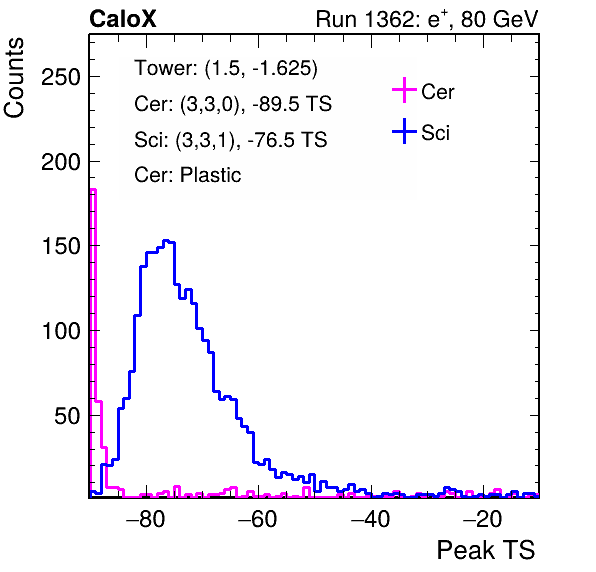 CaloX Run 1362: e⁺, 80 GeV
Counts
Tower: (1.5, -1.625)
Cer: (3,3,0), -89.5 TS
Sci: (3,3,1), -76.5 TS
Cer: Plastic
Cer
Sci
250
200
150
100
50
−80 −60 −40 −20
Peak TS